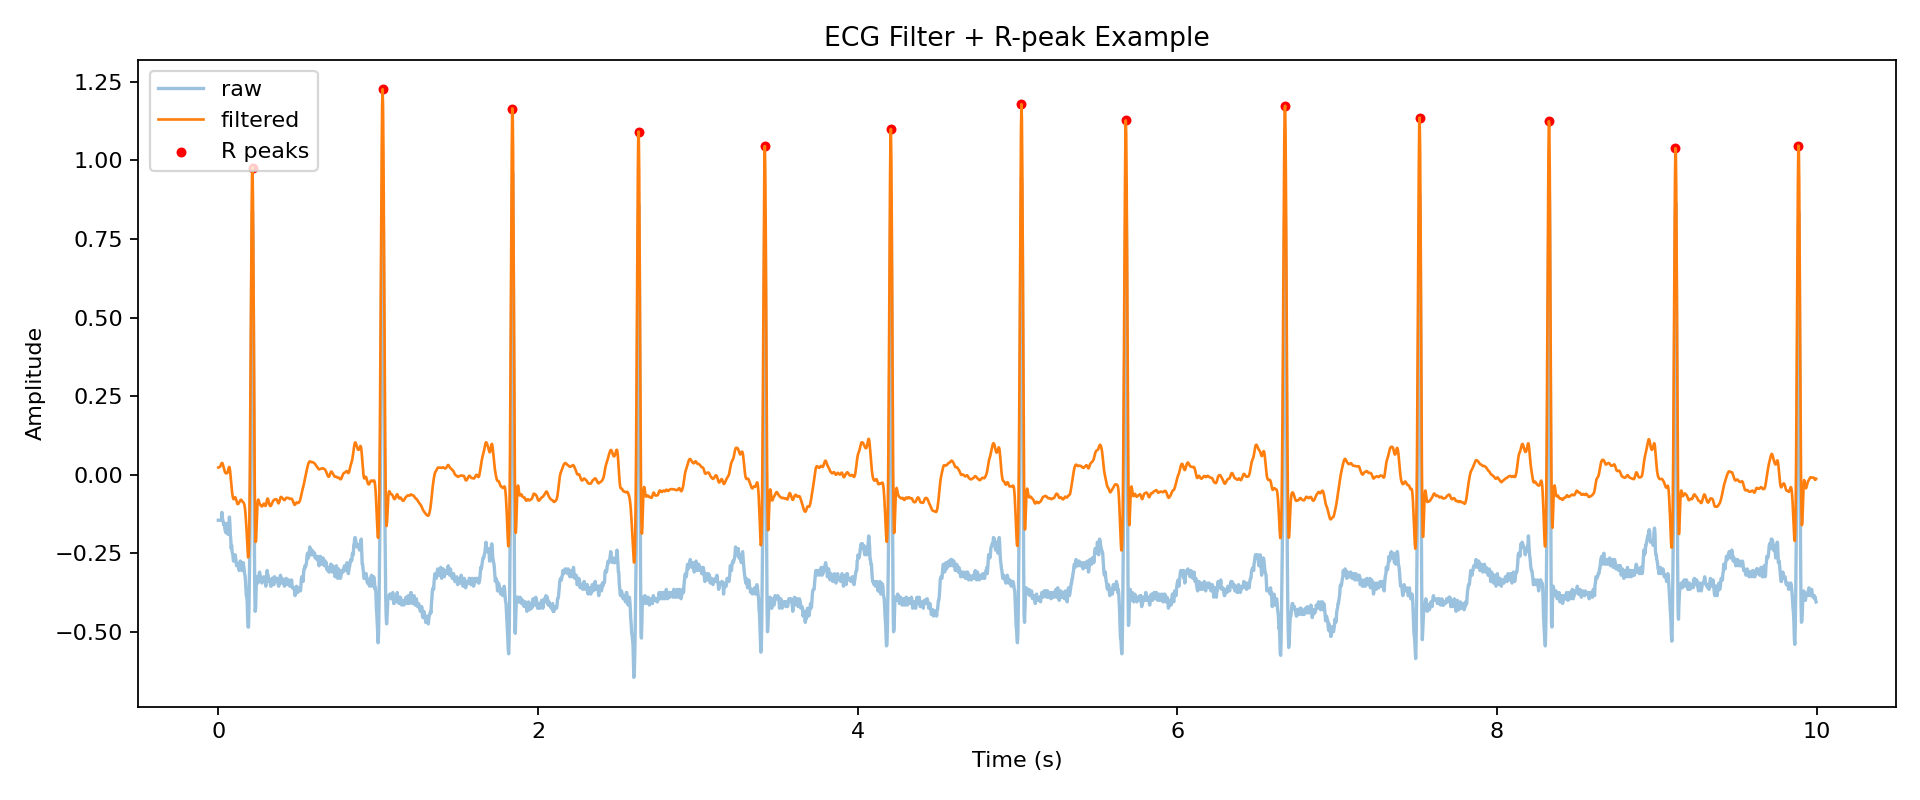 ECG Filter + R-peak Example
raw
filtered
R peaks
1.25
1.00
0.75
0.50
0.25
0.00
−0.25
−0.50
Amplitude
0 2 4 6 8 10
Time (s)